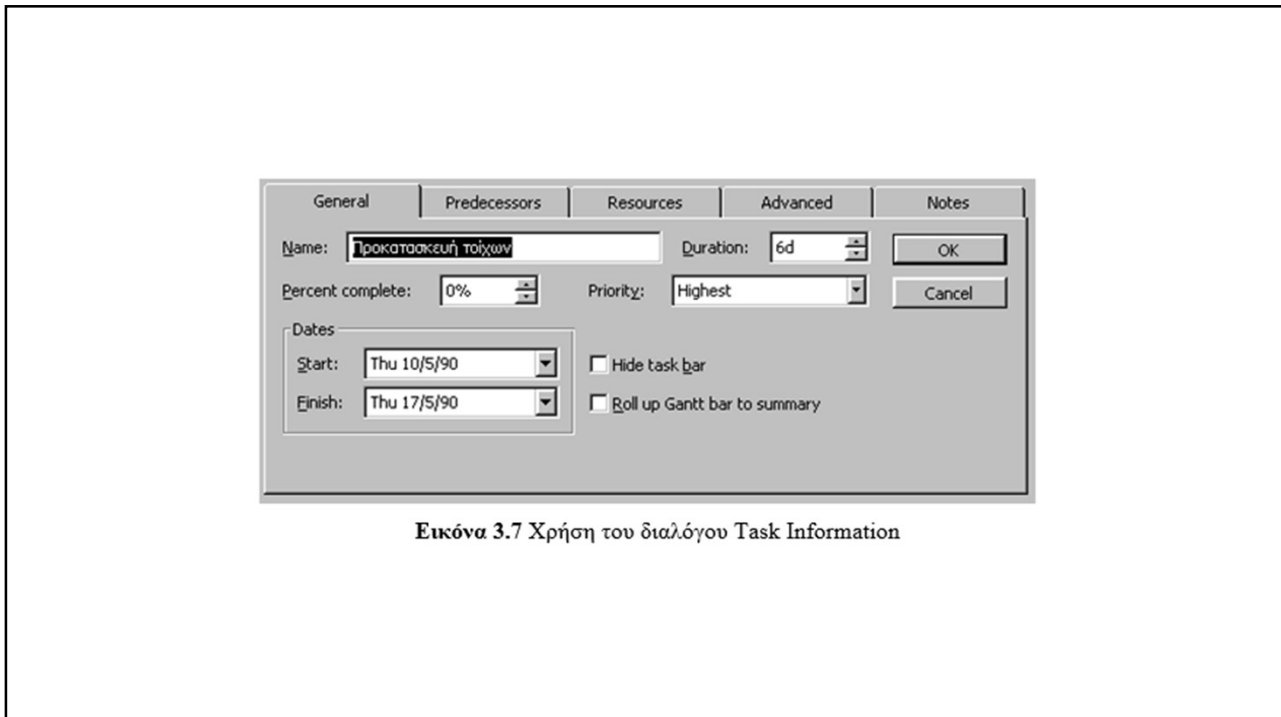 General Predecessors Resources Advanced Notes
Name: Προκατασκευή τοίχων Duration: 6d OK
Percent complete: 0% Priority: Highest Cancel
Dates
Start: Thu 10/5/90 Hide task bar
Finish: Thu 17/5/90 Roll up Gantt bar to summary
Εικόνα 3.7 Χρήση του διαλόγου Task Information